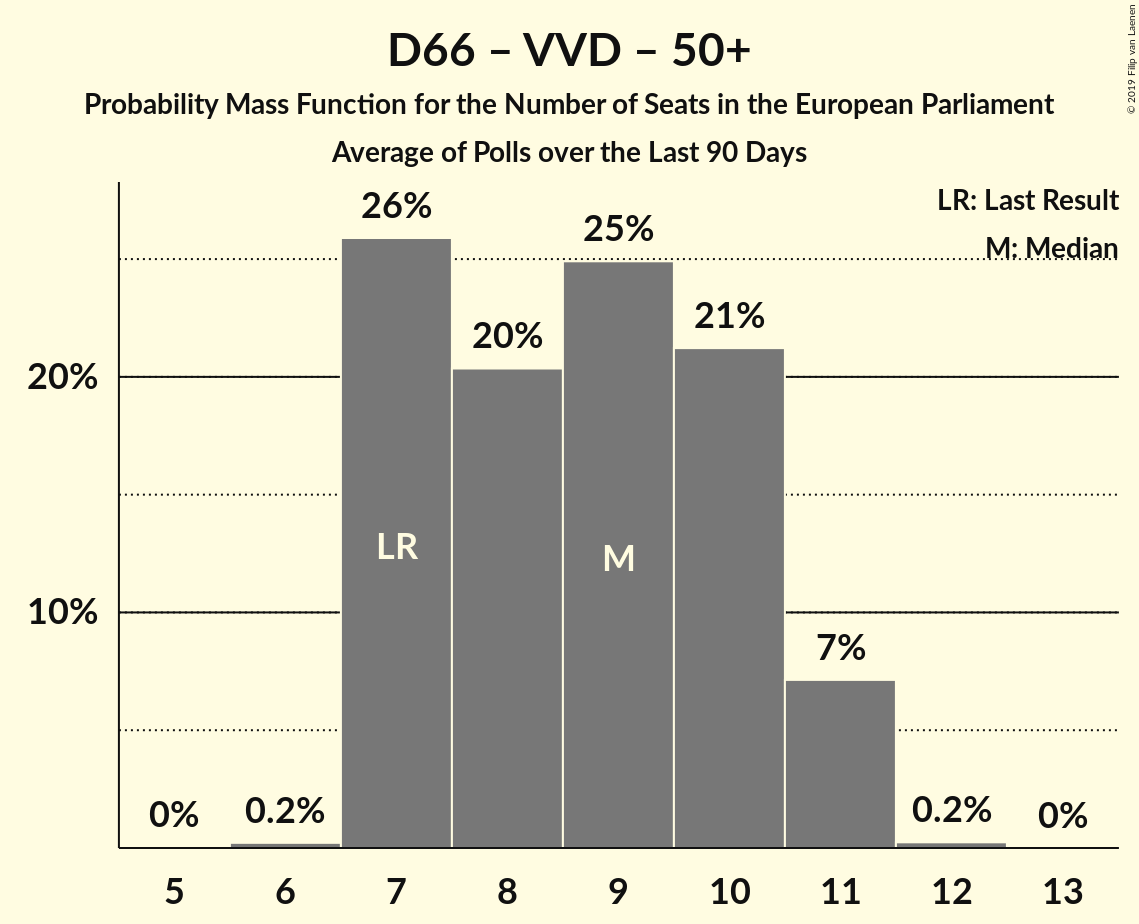 D66 – VVD – 50+
Probability Mass Function for the Number of Seats in the European Parliament
Average of Polls over the Last 90 Days
© 2019 Filip van Laenen
LR: Last Result
M: Median
26%
25%
20%
21%
20%
LR
M
10%
7%
0%
0.2%
0.2%
0%
5 6 7 8 9 10 11 12 13